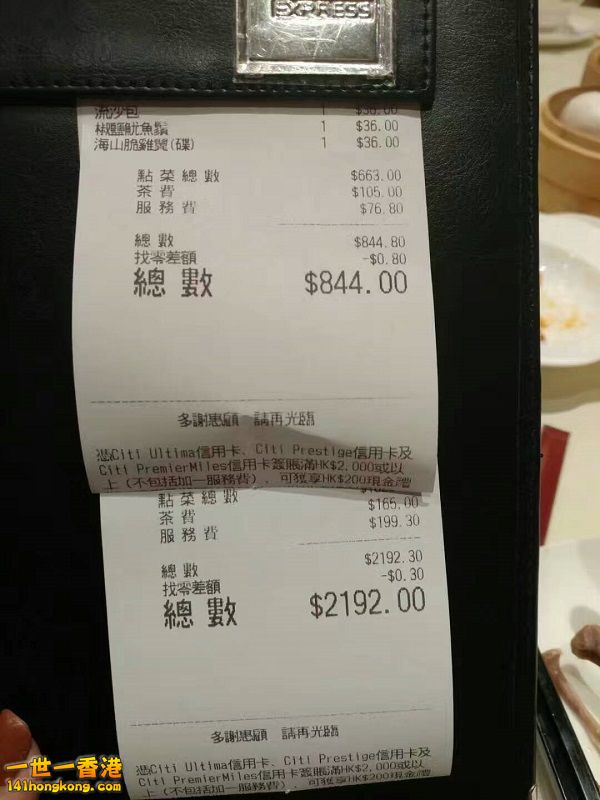 EXPRESS
流沙包 1 $36.00
椒鹽魷魚鬚 1 $36.00
海山脆雞翼(碟) 1 $36.00
點菜總數 $663.00
茶費 $105.00
服務費 $76.80
總數 $844.80
找零差額 -$0.80
總數 $844.00
多謝惠顧 請再光臨
憑Citi Ultima信用卡、Citi Prestige信用卡及
Citi PremierMiles信用卡簽賬滿HK$2,000或以
上(不包括加一服務費)，可獲享HK$200現金禮
點菜總數
茶費 $165.00
服務費 $199.30
總數 $2192.30
找零差額 -$0.30
總數 $2192.00
多謝惠顧 請再光臨
憑Citi Ultima信用卡、Citi Prestige信用卡及
Citi PremierMiles信用卡簽賬滿HK$2,000或以
上(不包括加一服務費)，可獲享HK$200現金禮
一世一香港
141hongkong.com